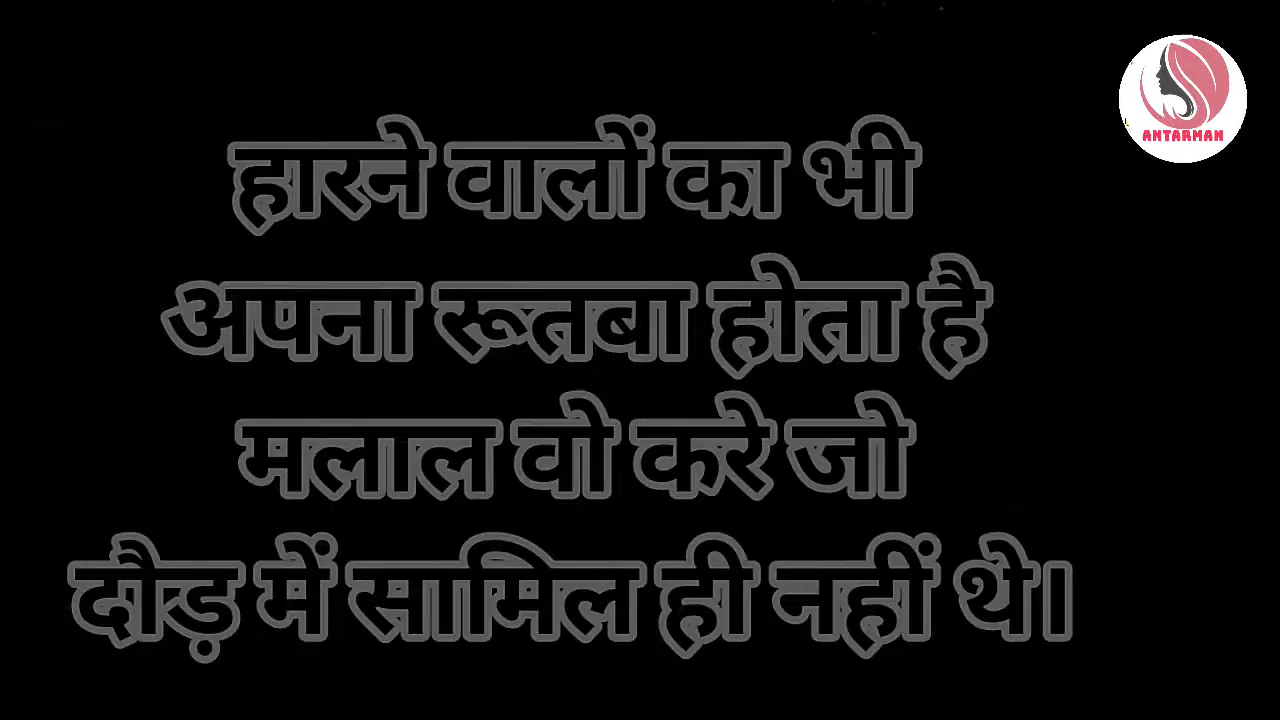 ANTARMAN
हारने वालों का भी
अपना रूतबा होता है
मलाल वो करे जो
दौड़ में सामिल ही नहीं थे।